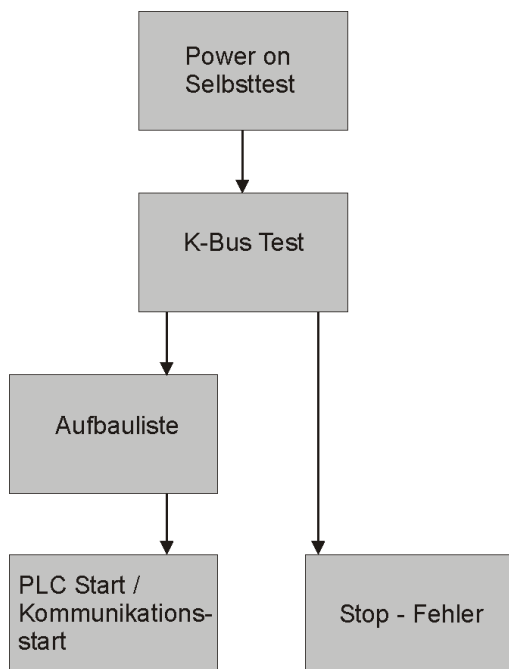 Power on
Selbsttest
K-Bus Test
Aufbauliste
PLC Start /
Kommunikations-
start
Stop - Fehler